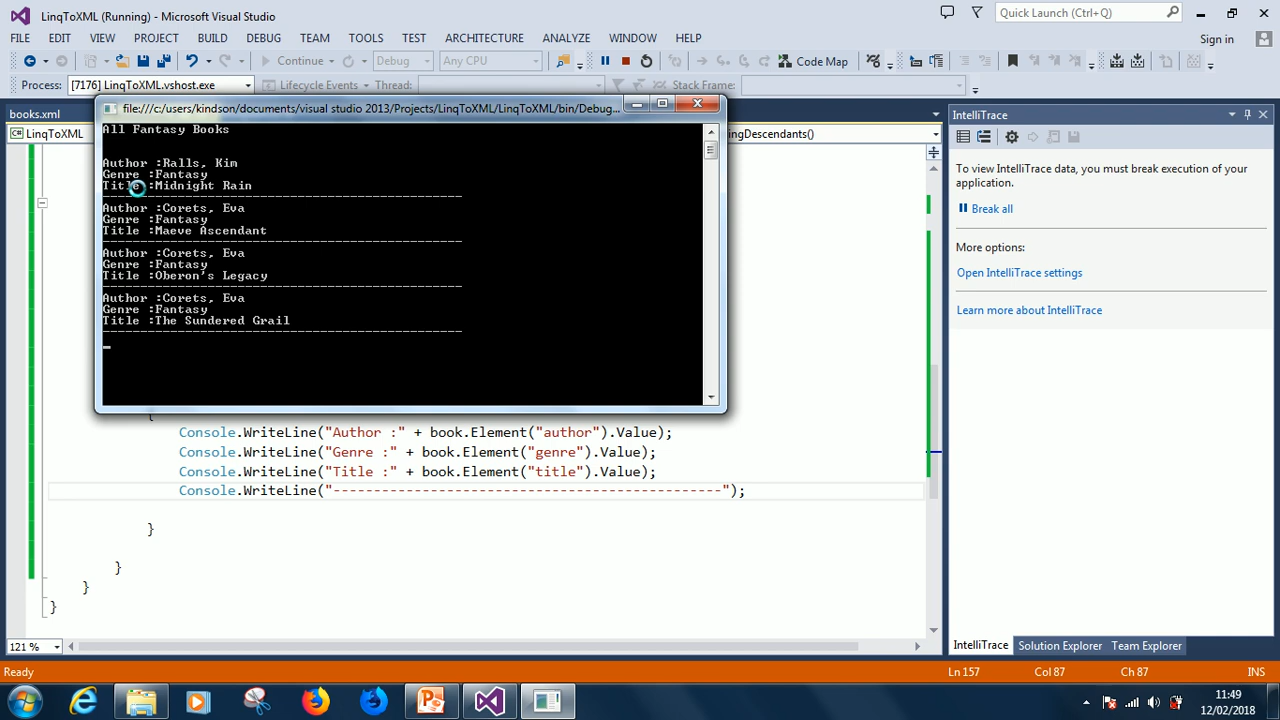 LinqToXML (Running) - Microsoft Visual Studio
Quick Launch (Ctrl+Q)
FILE EDIT VIEW PROJECT BUILD DEBUG TEAM TOOLS TEST ARCHITECTURE ANALYZE WINDOW HELP
Sign in
Continue Debug Any CPU Code Map
Process: [7176] LinqToXML.vshost.exe Lifecycle Events Thread: Stack Frame:
books.xml
LinqToXML
ingDescendants()
file:///c:/users/kindson/documents/visual studio 2013/Projects/LinqToXML/LinqToXML/bin/Debug...
All Fantasy Books
Author :Ralls, Kim
Genre :Fantasy
Title :Midnight Rain
------------------------------------------------
Author :Corets, Eva
Genre :Fantasy
Title :Maeve Ascendant
------------------------------------------------
Author :Corets, Eva
Genre :Fantasy
Title :Oberon's Legacy
------------------------------------------------
Author :Corets, Eva
Genre :Fantasy
Title :The Sundered Grail
------------------------------------------------
{
Console.WriteLine("Author :" + book.Element("author").Value);
Console.WriteLine("Genre :" + book.Element("genre").Value);
Console.WriteLine("Title :" + book.Element("title").Value);
Console.WriteLine("------------------------------------------------");
}
}
}
}
121 %
IntelliTrace
To view IntelliTrace data, you must break execution of your
application.
Break all
More options:
Open IntelliTrace settings
Learn more about IntelliTrace
IntelliTrace Solution Explorer Team Explorer
Ready Ln 157 Col 87 Ch 87 INS
11:49
12/02/2018